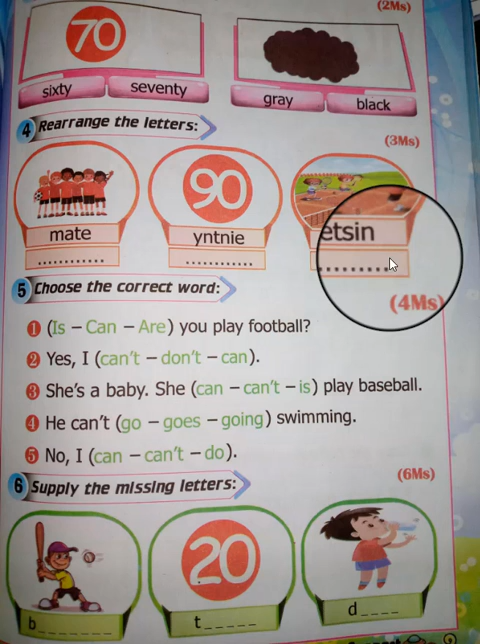 (2Ms)
70
sixty seventy
gray black
4 Rearrange the letters:
(3Ms)
90
mate yntnie etsin
............ ............ ............
5 Choose the correct word:
(4Ms)
1 (Is – Can – Are) you play football?
2 Yes, I (can't – don't – can).
3 She's a baby. She (can – can't – is) play baseball.
4 He can't (go – goes – going) swimming.
5 No, I (can – can't – do).
6 Supply the missing letters:
(6Ms)
20
b_______ t_____ d____